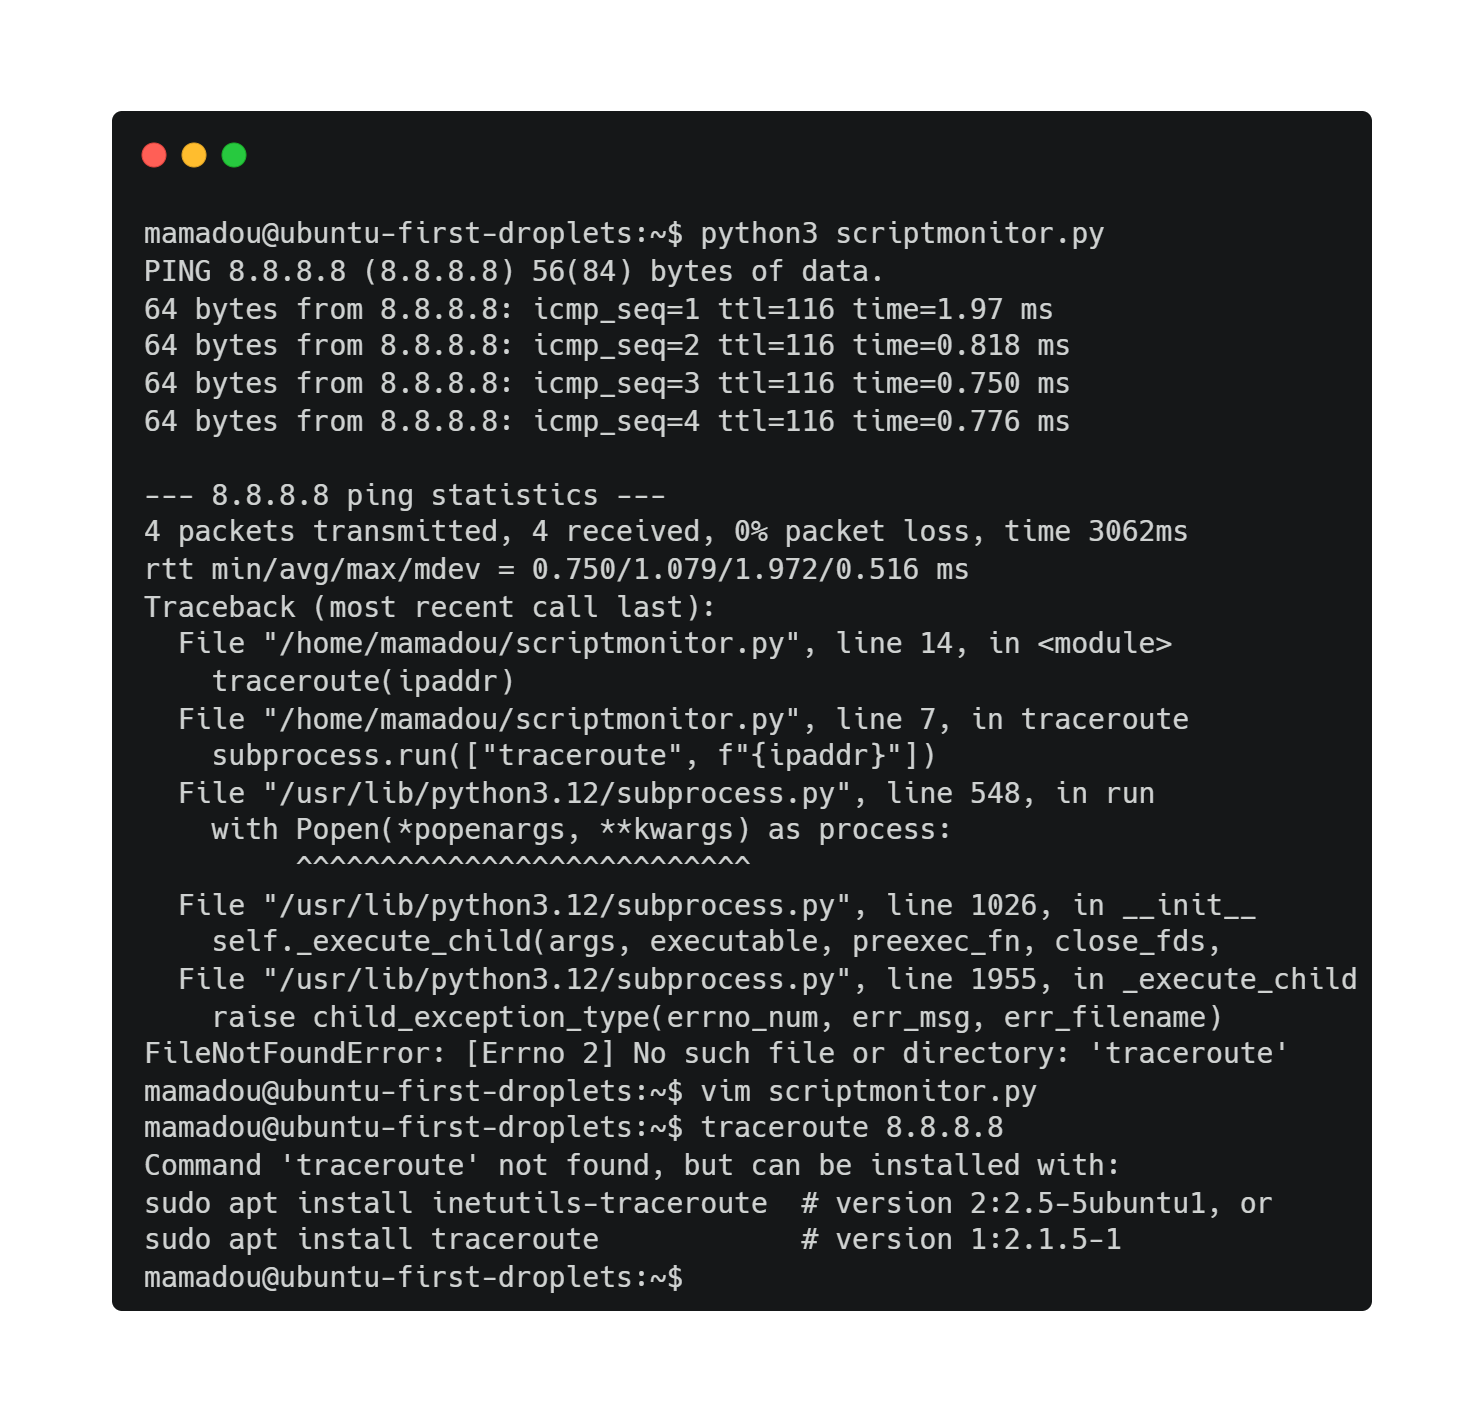 mamadou@ubuntu-first-droplets:~$ python3 scriptmonitor.py
PING 8.8.8.8 (8.8.8.8) 56(84) bytes of data.
64 bytes from 8.8.8.8: icmp_seq=1 ttl=116 time=1.97 ms
64 bytes from 8.8.8.8: icmp_seq=2 ttl=116 time=0.818 ms
64 bytes from 8.8.8.8: icmp_seq=3 ttl=116 time=0.750 ms
64 bytes from 8.8.8.8: icmp_seq=4 ttl=116 time=0.776 ms

--- 8.8.8.8 ping statistics ---
4 packets transmitted, 4 received, 0% packet loss, time 3062ms
rtt min/avg/max/mdev = 0.750/1.079/1.972/0.516 ms
Traceback (most recent call last):
  File "/home/mamadou/scriptmonitor.py", line 14, in <module>
    traceroute(ipaddr)
  File "/home/mamadou/scriptmonitor.py", line 7, in traceroute
    subprocess.run(["traceroute", f"{ipaddr}"])
  File "/usr/lib/python3.12/subprocess.py", line 548, in run
    with Popen(*popenargs, **kwargs) as process:
         ^^^^^^^^^^^^^^^^^^^^^^^^^^^
  File "/usr/lib/python3.12/subprocess.py", line 1026, in __init__
    self._execute_child(args, executable, preexec_fn, close_fds,
  File "/usr/lib/python3.12/subprocess.py", line 1955, in _execute_child
    raise child_exception_type(errno_num, err_msg, err_filename)
FileNotFoundError: [Errno 2] No such file or directory: 'traceroute'
mamadou@ubuntu-first-droplets:~$ vim scriptmonitor.py
mamadou@ubuntu-first-droplets:~$ traceroute 8.8.8.8
Command 'traceroute' not found, but can be installed with:
sudo apt install inetutils-traceroute  # version 2:2.5-5ubuntu1, or
sudo apt install traceroute            # version 1:2.1.5-1
mamadou@ubuntu-first-droplets:~$